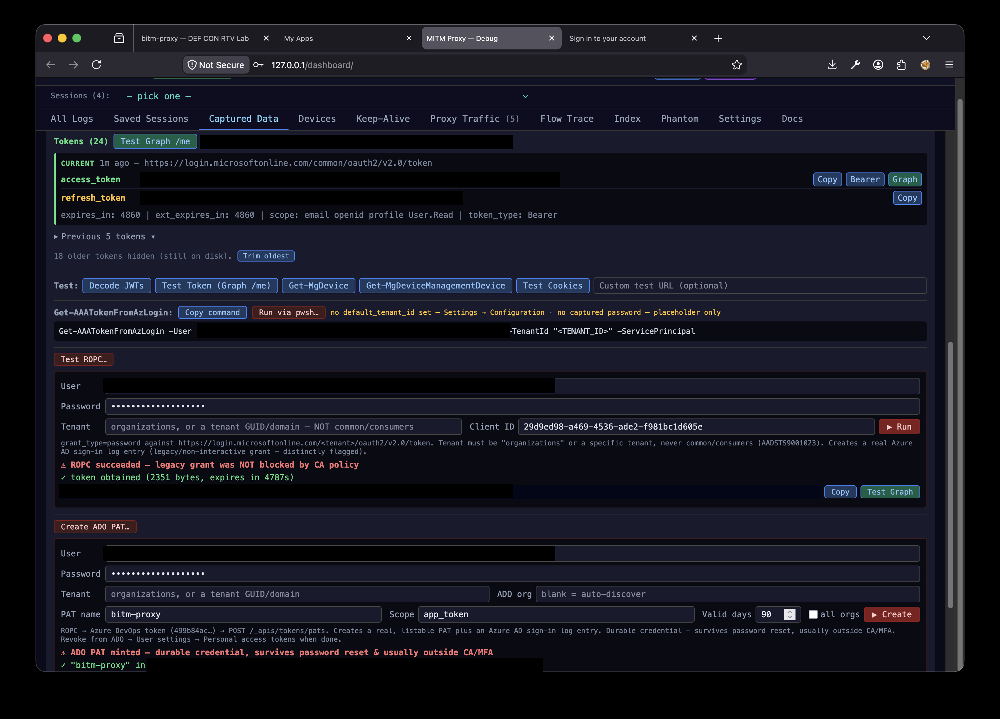 bitm-proxy — DEF CON RTV Lab
My Apps
MITM Proxy — Debug
Sign in to your account
Not Secure
127.0.0.1/dashboard/
Sessions (4): — pick one —
All Logs Saved Sessions Captured Data Devices Keep-Alive Proxy Traffic (5) Flow Trace Index Phantom Settings Docs
Tokens (24) Test Graph /me
CURRENT 1m ago — https://login.microsoftonline.com/common/oauth2/v2.0/token
access_token Copy Bearer Graph
refresh_token Copy
expires_in: 4860 | ext_expires_in: 4860 | scope: email openid profile User.Read | token_type: Bearer
▶ Previous 5 tokens ▼
18 older tokens hidden (still on disk). Trim oldest
Test: Decode JWTs Test Token (Graph /me) Get-MgDevice Get-MgDeviceManagementDevice Test Cookies Custom test URL (optional)
Get-AAATokenFromAzLogin: Copy command Run via pwsh… no default_tenant_id set — Settings → Configuration · no captured password — placeholder only
Get-AAATokenFromAzLogin -User -TenantId "<TENANT_ID>" -ServicePrincipal
Test ROPC…
User
Password •••••••••••••••••••
Tenant organizations, or a tenant GUID/domain — NOT common/consumers Client ID 29d9ed98-a469-4536-ade2-f981bc1d605e ▶ Run
grant_type=password against https://login.microsoftonline.com/<tenant>/oauth2/v2.0/token. Tenant must be "organizations" or a specific tenant, never common/consumers (AADSTS9001023). Creates a real Azure
AD sign-in log entry (legacy/non-interactive grant — distinctly flagged).
⚠ ROPC succeeded — legacy grant was NOT blocked by CA policy
✓ token obtained (2351 bytes, expires in 4787s)
Copy Test Graph
Create ADO PAT…
User
Password •••••••••••••••••••
Tenant organizations, or a tenant GUID/domain ADO org blank = auto-discover
PAT name bitm-proxy Scope app_token Valid days 90 all orgs ▶ Create
ROPC → Azure DevOps token (499b84ac…) → POST /_apis/tokens/pats. Creates a real, listable PAT plus an Azure AD sign-in log entry. Durable credential — survives password reset, usually outside CA/MFA.
Revoke from ADO → User settings → Personal access tokens when done.
⚠ ADO PAT minted — durable credential, survives password reset & usually outside CA/MFA
✓ "bitm-proxy" in